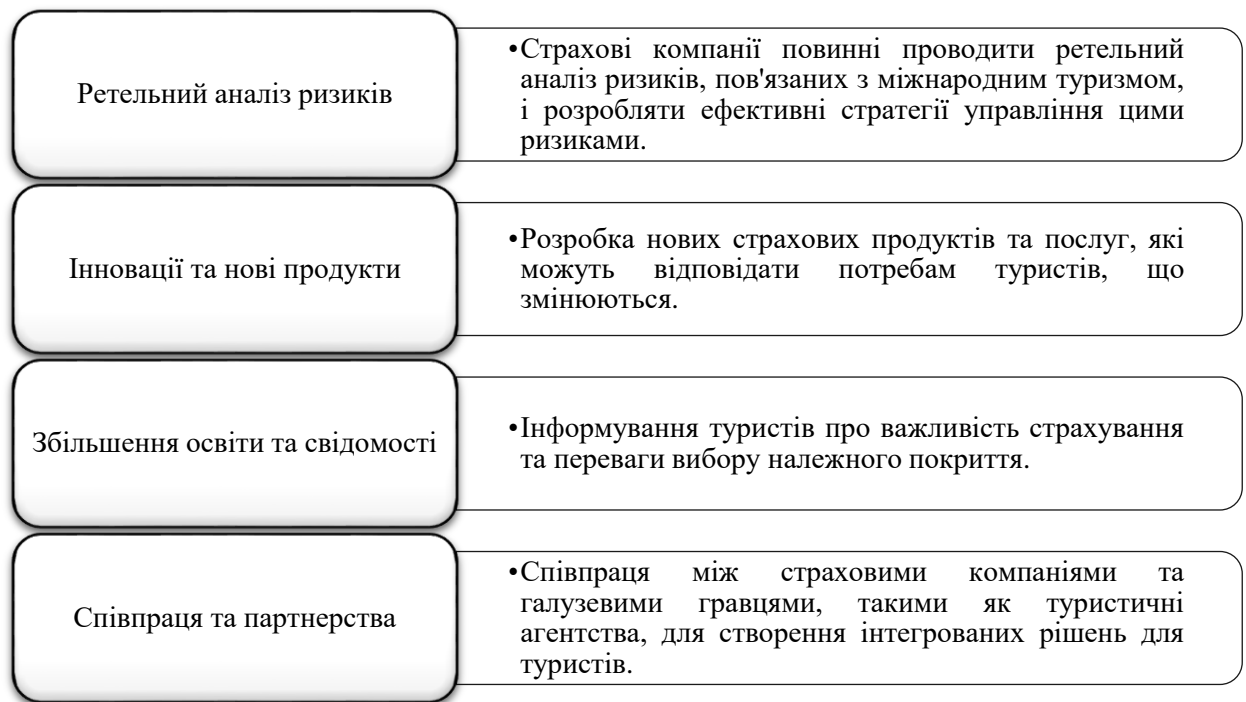 Ретельний аналіз ризиків
•Страхові компанії повинні проводити ретельний
аналіз ризиків, пов'язаних з міжнародним туризмом,
і розробляти ефективні стратегії управління цими
ризиками.
Інновації та нові продукти
•Розробка нових страхових продуктів та послуг, які
можуть відповідати потребам туристів, що
змінюються.
Збільшення освіти та свідомості
•Інформування туристів про важливість страхування
та переваги вибору належного покриття.
Співпраця та партнерства
•Співпраця між страховими компаніями та
галузевими гравцями, такими як туристичні
агентства, для створення інтегрованих рішень для
туристів.